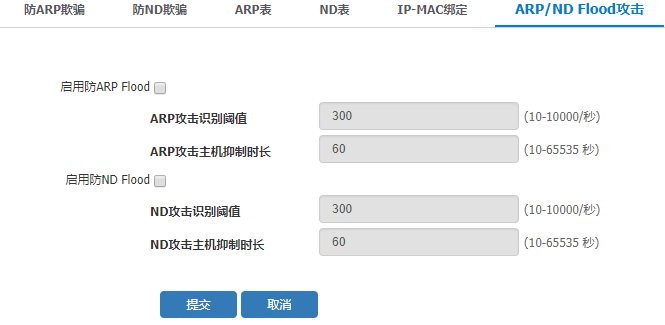 防ARP欺骗 防ND欺骗 ARP表 ND表 IP-MAC绑定 ARP/ND Flood攻击
启用防ARP Flood
ARP攻击识别阈值 300 (10-10000/秒)
ARP攻击主机抑制时长 60 (10-65535 秒)
启用防ND Flood
ND攻击识别阈值 300 (10-10000/秒)
ND攻击主机抑制时长 60 (10-65535 秒)
提交 取消